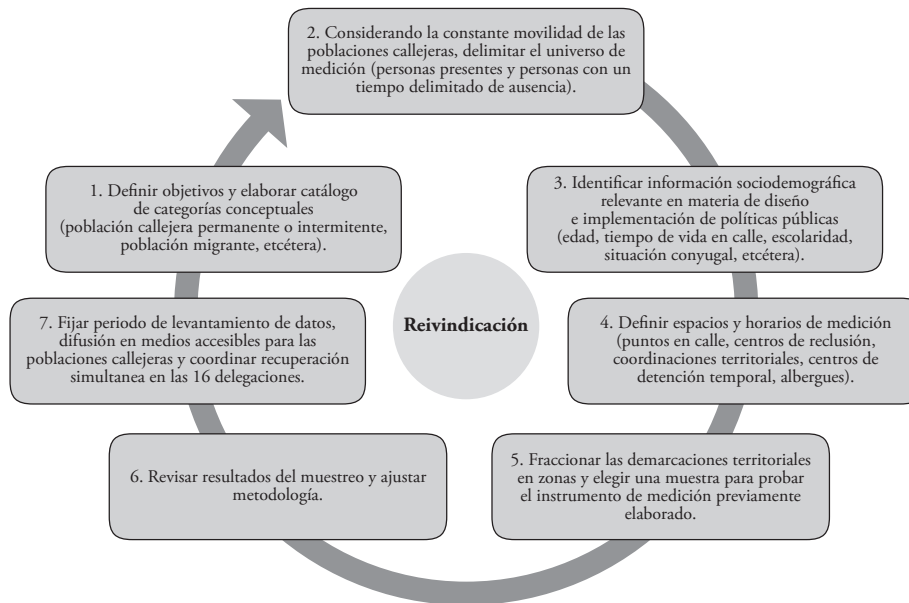 2. Considerando la constante movilidad de las
poblaciones callejeras, delimitar el universo de
medición (personas presentes y personas con un
tiempo delimitado de ausencia).
1. Definir objetivos y elaborar catálogo
de categorías conceptuales
(población callejera permanente o intermitente,
población migrante, etcétera).
3. Identificar información sociodemográfica
relevante en materia de diseño
e implementación de políticas públicas
(edad, tiempo de vida en calle, escolaridad,
situación conyugal, etcétera).
Reivindicación
7. Fijar periodo de levantamiento de datos,
difusión en medios accesibles para las
poblaciones callejeras y coordinar recuperación
simultanea en las 16 delegaciones.
4. Definir espacios y horarios de medición
(puntos en calle, centros de reclusión,
coordinaciones territoriales, centros de
detención temporal, albergues).
6. Revisar resultados del muestreo y ajustar
metodología.
5. Fraccionar las demarcaciones territoriales
en zonas y elegir una muestra para probar
el instrumento de medición previamente
elaborado.